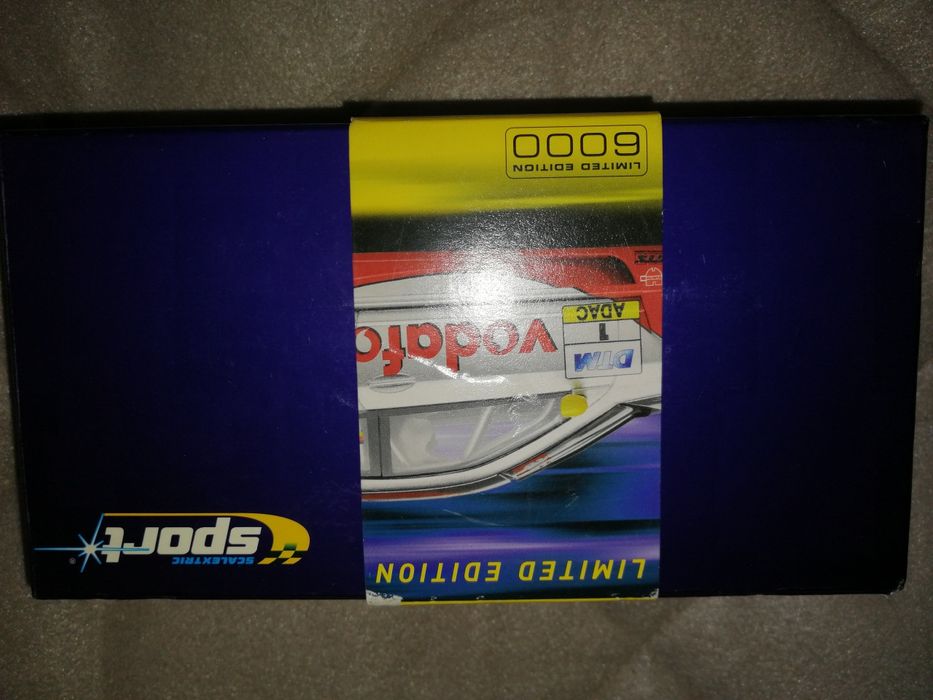 LIMITED EDITION
vodafo
DTM
1
ADAC
LIMITED EDITION
6000
SCALEXTRIC
sport
®